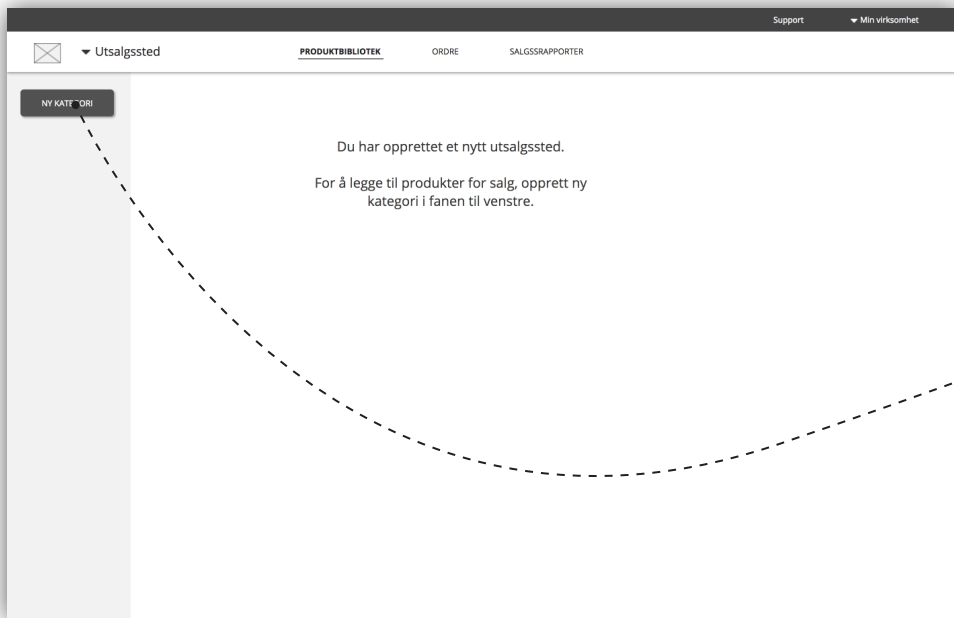 Support
Min virksomhet
Utsalgssted
PRODUKTBIBLIOTEK
ORDRE
SALGSSRAPPORTER
NY KATEGORI
Du har opprettet et nytt utsalgssted.
For å legge til produkter for salg, opprett ny
kategori i fanen til venstre.